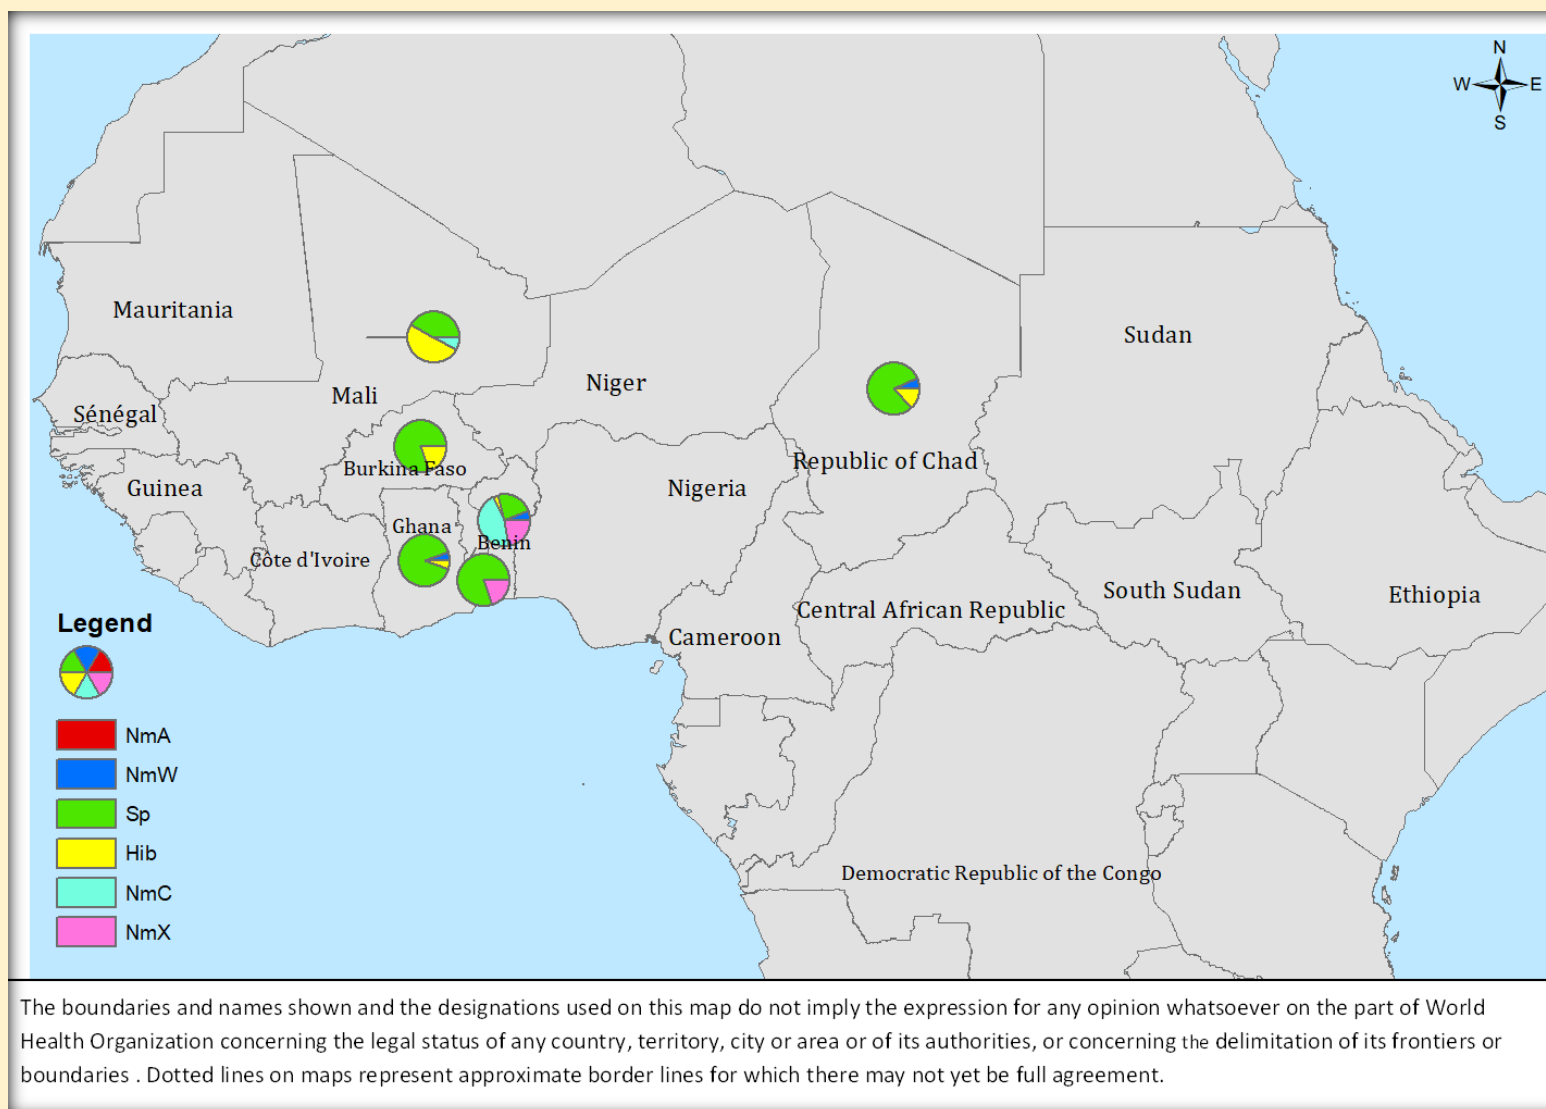 N
W E
S
Mauritania
Sudan
Niger
Mali
Sénégal
Republic of Chad
Burkina Faso
Guinea
Nigeria
Ghana
Benin
Côte d'Ivoire
South Sudan
Ethiopia
Central African Republic
Cameroon
Legend
NmA
NmW
Sp
Hib
NmC
NmX
Democratic Republic of the Congo
The boundaries and names shown and the designations used on this map do not imply the expression for any opinion whatsoever on the part of World
Health Organization concerning the legal status of any country, territory, city or area or of its authorities, or concerning the delimitation of its frontiers or
boundaries . Dotted lines on maps represent approximate border lines for which there may not yet be full agreement.